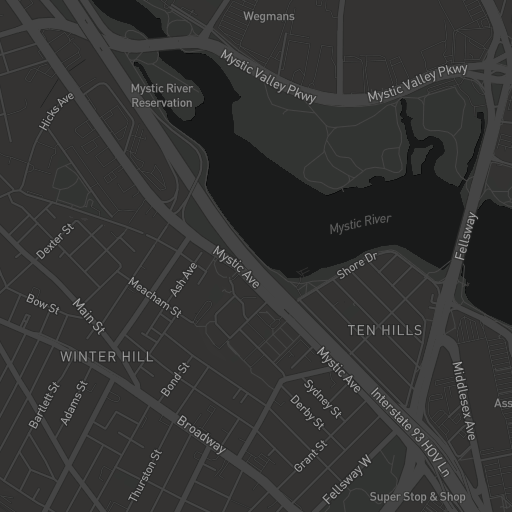 Wegmans
Mystic Valley Pkwy
Mystic Valley Pkwy
Mystic River
Reservation
Hicks Ave
Mystic River
Fellsway
Dexter St
Mystic Ave
Shore Dr
Ash Ave
Meacham St
Bow St
Main St
TEN HILLS
WINTER HILL
Mystic Ave
Middlesex Ave
Bond St
Bartlett St
Adams St
Sydney St
Derby St
Interstate 93 HOV Ln
Ass
Broadway
Grant St
Thurston St
Fellsway W
Super Stop & Shop